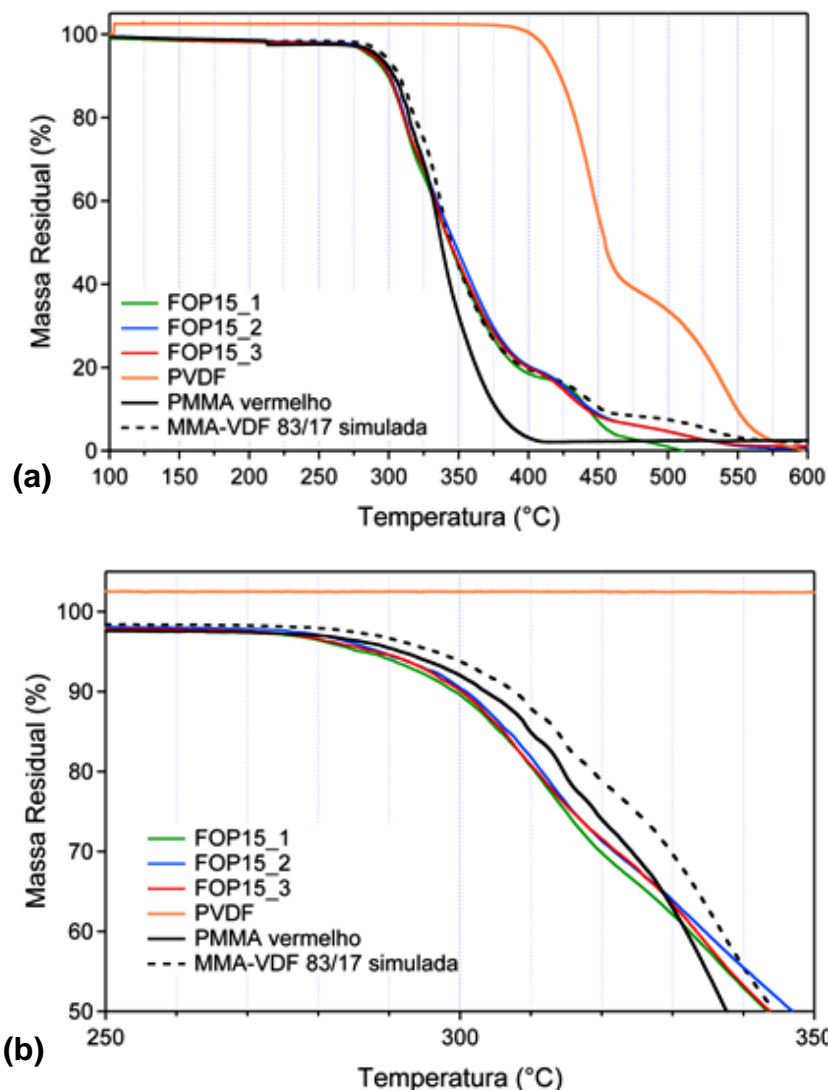 100
80
60
40
20
0
Massa Residual (%)
FOP15_1
FOP15_2
FOP15_3
PVDF
PMMA vermelho
MMA-VDF 83/17 simulada
100 150 200 250 300 350 400 450 500 550 600
(a)
Temperatura (°C)
100
90
80
70
60
50
Massa Residual (%)
FOP15_1
FOP15_2
FOP15_3
PVDF
PMMA vermelho
MMA-VDF 83/17 simulada
250 300 350
(b)
Temperatura (°C)